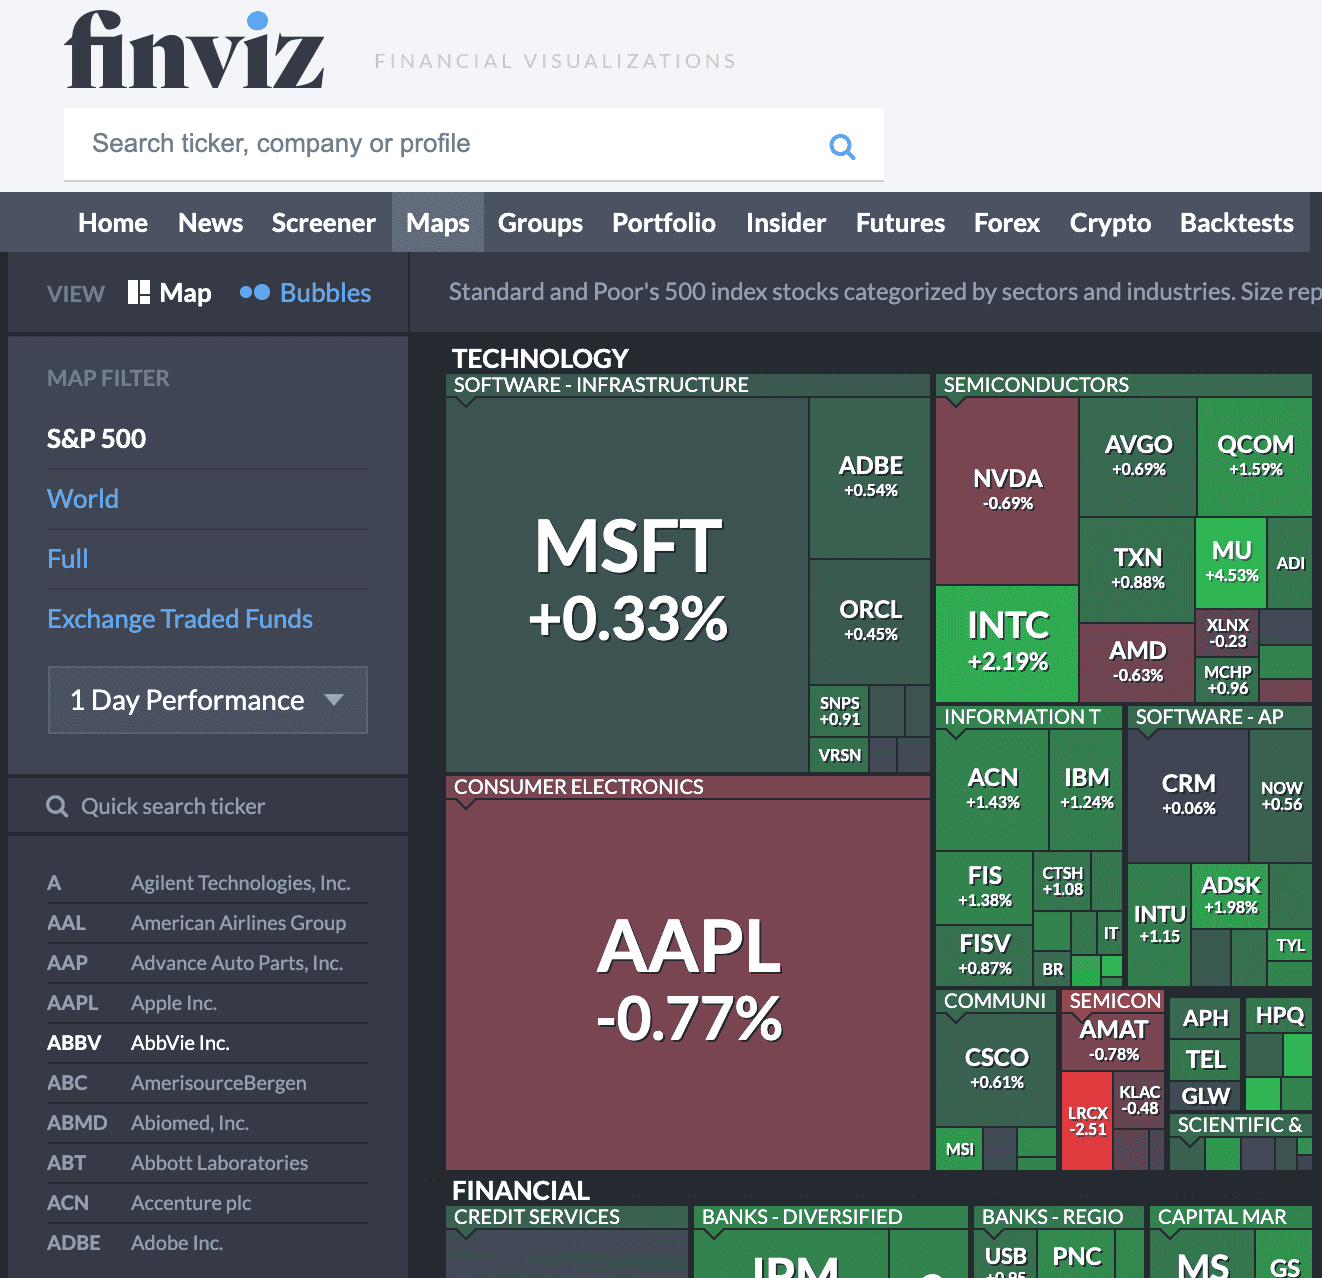 finviz
FINANCIAL VISUALIZATIONS
Search ticker, company or profile
Home News Screener Maps Groups Portfolio Insider Futures Forex Crypto Backtests
VIEW Map Bubbles
Standard and Poor's 500 index stocks categorized by sectors and industries. Size rep
MAP FILTER
S&P 500
World
Full
Exchange Traded Funds
1 Day Performance
Quick search ticker
A Agilent Technologies, Inc.
AAL American Airlines Group
AAP Advance Auto Parts, Inc.
AAPL Apple Inc.
ABBV AbbVie Inc.
ABC AmerisourceBergen
ABMD Abiomed, Inc.
ABT Abbott Laboratories
ACN Accenture plc
ADBE Adobe Inc.
TECHNOLOGY
SOFTWARE - INFRASTRUCTURE
MSFT
+0.33%
ADBE
+0.54%
ORCL
+0.45%
SNPS
+0.91
VRSN
CONSUMER ELECTRONICS
AAPL
-0.77%
SEMICONDUCTORS
NVDA
-0.69%
AVGO
+0.69%
QCOM
+1.59%
INTC
+2.19%
TXN
+0.88%
MU
+4.53%
ADI
AMD
-0.63%
XLNX
-0.23
MCHP
+0.96
INFORMATION T
ACN
+1.43%
IBM
+1.24%
FIS
+1.38%
CTSH
+1.08
FISV
+0.87%
IT
BR
SOFTWARE - AP
CRM
+0.06%
NOW
+0.56
INTU
+1.15
ADSK
+1.98%
TYL
COMMUNI
CSCO
+0.61%
MSI
SEMICON
AMAT
-0.78%
LRCX
-2.51
KLAC
-0.48
APH
TEL
GLW
HPQ
SCIENTIFIC &
FINANCIAL
CREDIT SERVICES
BANKS - DIVERSIFIED
JPM
BANKS - REGIO
USB
+0.95
PNC
CAPITAL MAR
MS
GS